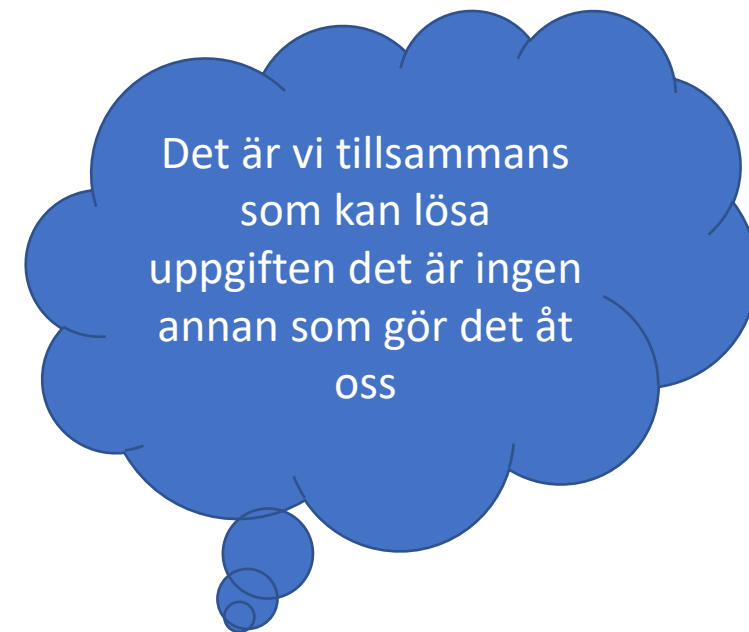 Det är vi tillsammans
som kan lösa
uppgiften det är ingen
annan som gör det åt
oss